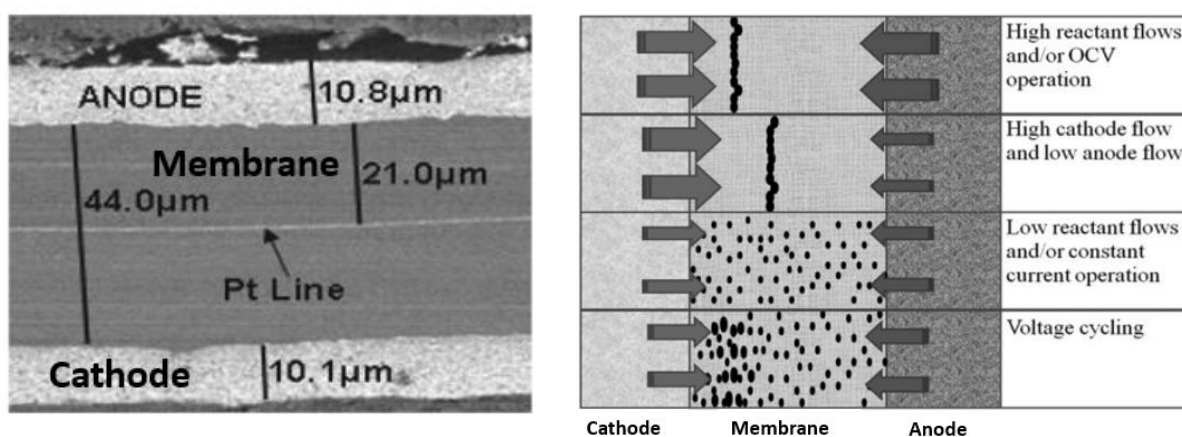 ANODE
10.8µm
Membrane
44.0µm
21.0µm
Pt Line
Cathode
10.1µm
High reactant flows
and/or OCV
operation
High cathode flow
and low anode flow
Low reactant flows
and/or constant
current operation
Voltage cycling
Cathode
Membrane
Anode